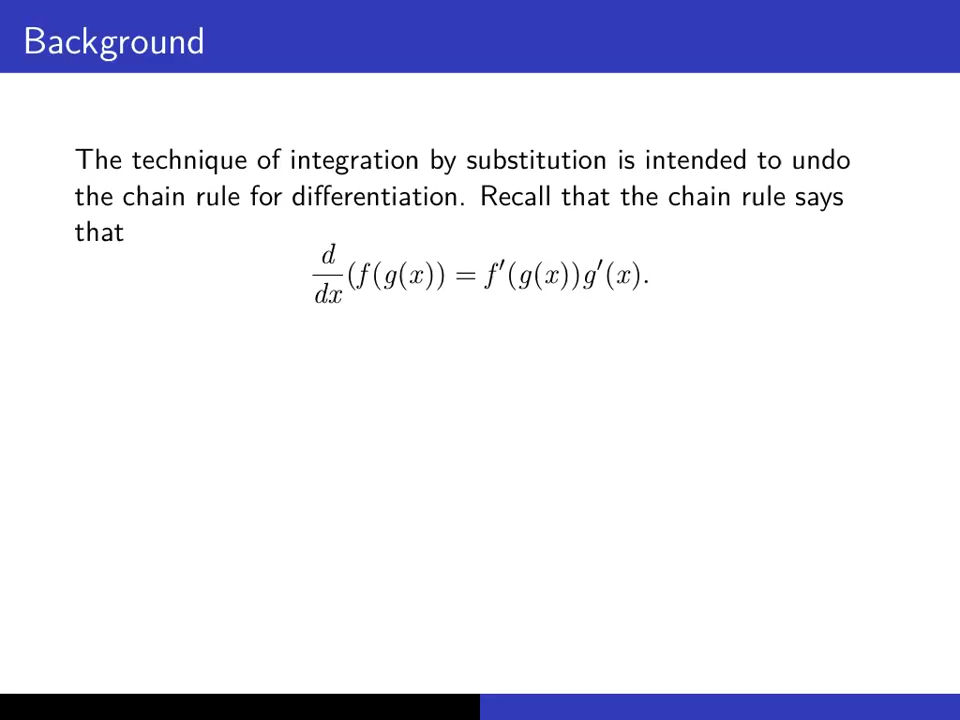 Background
The technique of integration by substitution is intended to undo
the chain rule for differentiation. Recall that the chain rule says
that
d/dx (f(g(x)) = f′(g(x))g′(x).